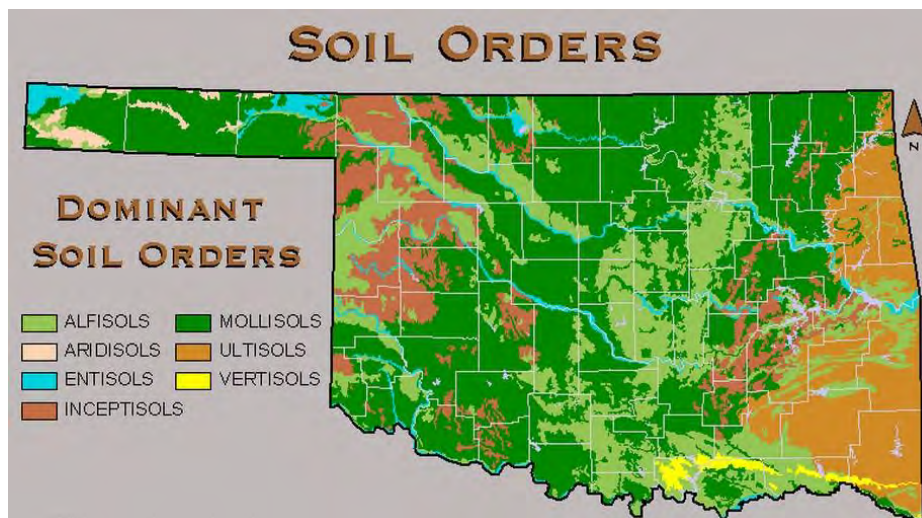 SOIL ORDERS
N
DOMINANT
SOIL ORDERS
ALFISOLS MOLLISOLS
ARIDISOLS ULTISOLS
ENTISOLS VERTISOLS
INCEPTISOLS